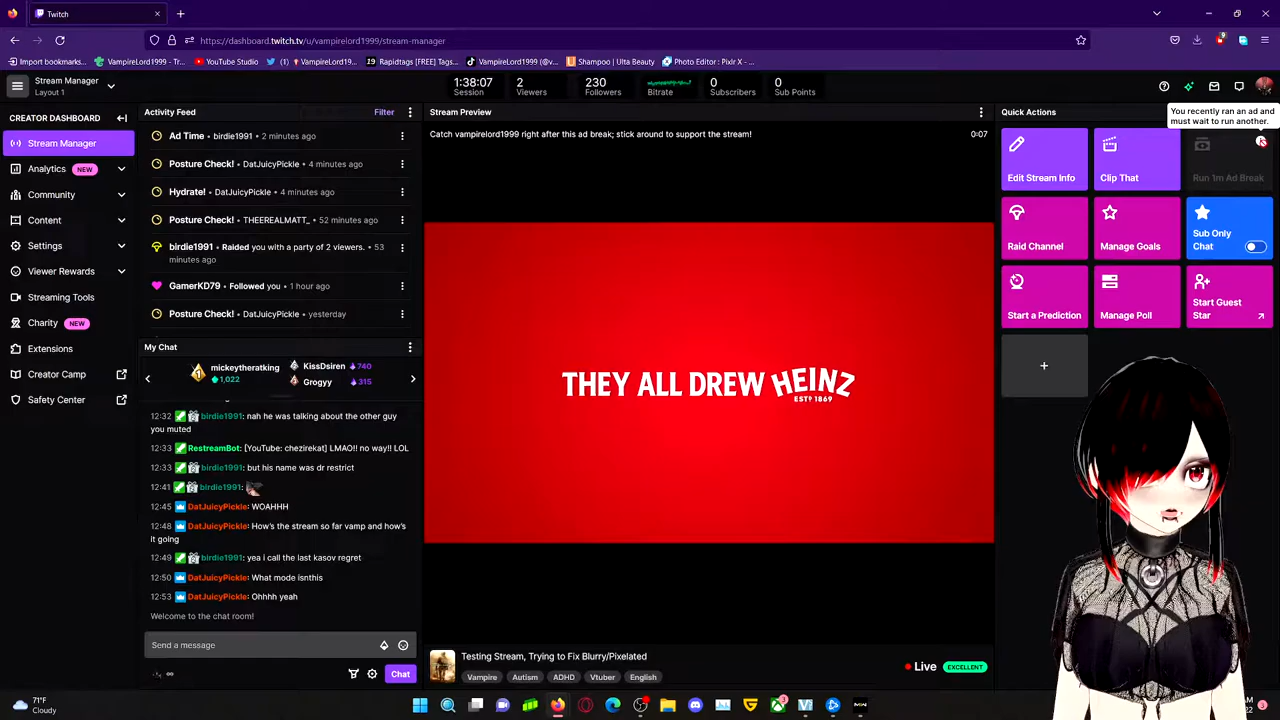 Twitch
https://dashboard.twitch.tv/u/vampirelord1999/stream-manager
Import bookmarks...
VampireLord1999 - Tr...
YouTube Studio
(1)
VampireLord19...
Rapidtags [FREE] Tags...
VampireLord1999 (@v...
Shampoo | Ulta Beauty
Photo Editor : Pixlr X -...
Stream Manager
Layout 1
1:38:07
Session
2
Viewers
230
Followers
Bitrate
0
Subscribers
0
Sub Points
You recently ran an ad and
must wait to run another.
CREATOR DASHBOARD
Stream Manager
Analytics NEW
Community
Content
Settings
Viewer Rewards
Streaming Tools
Charity NEW
Extensions
Creator Camp
Safety Center
Activity Feed
Filter
Ad Time • birdie1991 • 2 minutes ago
Posture Check! • DatJuicyPickle • 4 minutes ago
Hydrate! • DatJuicyPickle • 4 minutes ago
Posture Check! • THEEREALMATT_ • 52 minutes ago
birdie1991 • Raided you with a party of 2 viewers. • 53
minutes ago
GamerKD79 • Followed you • 1 hour ago
Posture Check! • DatJuicyPickle • yesterday
My Chat
1
mickeytheratking
1,022
KissDsiren 740
Grogyy 315
12:32 birdie1991: nah he was talking about the other guy
you muted
12:33 RestreamBot: [YouTube: chezirekat] LMAO!! no way!! LOL
12:33 birdie1991: but his name was dr restrict
12:41 birdie1991:
12:45 DatJuicyPickle: WOAHHH
12:48 DatJuicyPickle: How's the stream so far vamp and how's
it going
12:49 birdie1991: yea i call the last kasov regret
12:50 DatJuicyPickle: What mode isnthis
12:53 DatJuicyPickle: Ohhhh yeah
Welcome to the chat room!
Send a message
Chat
Stream Preview
Catch vampirelord1999 right after this ad break; stick around to support the stream!
0:07
THEY ALL DREW HEINZ
ESTD 1869
Testing Stream, Trying to Fix Blurry/Pixelated
Vampire
Autism
ADHD
Vtuber
English
Live
EXCELLENT
Quick Actions
Edit Stream Info
Clip That
Run 1m Ad Break
Raid Channel
Manage Goals
Sub Only
Chat
Start a Prediction
Manage Poll
Start Guest
Star
71°F
Cloudy